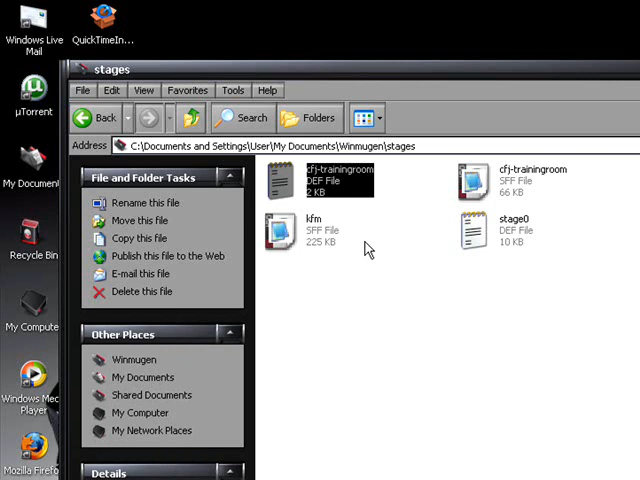 Windows Live
Mail
QuickTimeIn...
µTorrent
My Document
Recycle Bin
My Compute
Windows Med
Player
Mozilla Firefo
stages
File Edit View Favorites Tools Help
Back Search Folders
Address C:\Documents and Settings\User\My Documents\Winmugen\stages
File and Folder Tasks
Rename this file
Move this file
Copy this file
Publish this file to the Web
E-mail this file
Delete this file
Other Places
Winmugen
My Documents
Shared Documents
My Computer
My Network Places
Details
cfj-trainingroom
DEF File
2 KB
cfj-trainingroom
SFF File
66 KB
kfm
SFF File
225 KB
stage0
DEF File
10 KB